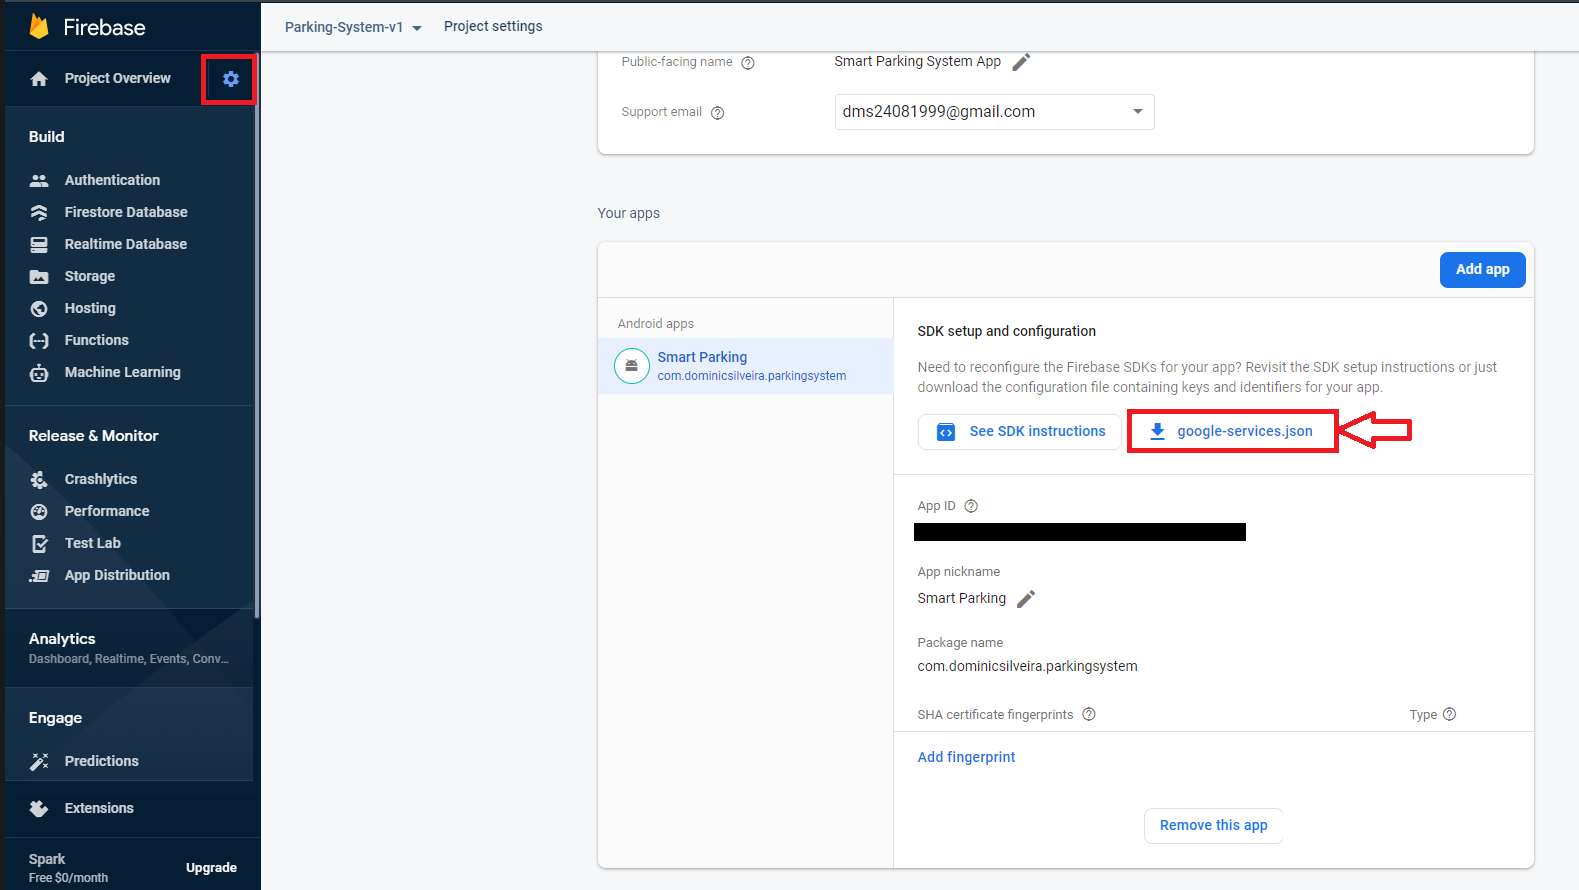 Firebase
Parking-System-v1
Project settings
Project Overview
Build
Authentication
Firestore Database
Realtime Database
Storage
Hosting
Functions
Machine Learning
Release & Monitor
Crashlytics
Performance
Test Lab
App Distribution
Analytics
Dashboard, Realtime, Events, Conv...
Engage
Predictions
Extensions
Spark
Free $0/month
Upgrade
Public-facing name
Smart Parking System App
Support email
dms24081999@gmail.com
Your apps
Add app
Android apps
Smart Parking
com.dominicsilveira.parkingsystem
SDK setup and configuration
Need to reconfigure the Firebase SDKs for your app? Revisit the SDK setup instructions or just
download the configuration file containing keys and identifiers for your app.
See SDK instructions
google-services.json
App ID
App nickname
Smart Parking
Package name
com.dominicsilveira.parkingsystem
SHA certificate fingerprints
Type
Add fingerprint
Remove this app